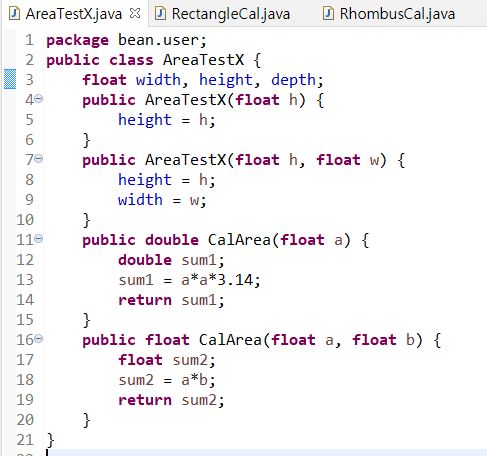 AreaTestX.java RectangleCal.java RhombusCal.java
1 package bean.user;
2 public class AreaTestX {
3     float width, height, depth;
4     public AreaTestX(float h) {
5         height = h;
6     }
7     public AreaTestX(float h, float w) {
8         height = h;
9         width = w;
10     }
11     public double CalArea(float a) {
12         double sum1;
13         sum1 = a*a*3.14;
14         return sum1;
15     }
16     public float CalArea(float a, float b) {
17         float sum2;
18         sum2 = a*b;
19         return sum2;
20     }
21 }